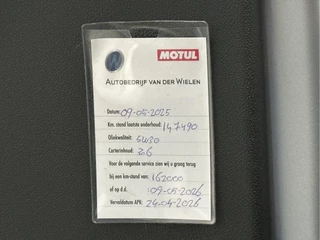 MOTUL
AUTOBEDRIJF VAN DER WIELEN
Datum: 09-05-2025
Km. stand laatste onderhoud: 147490
Oliekwaliteit: 5W30
Carterinhoud: 3.6
Voor de volgende service zien wij u graag terug
bij een km-stand van: 162000
of op d.d. : 09-05-2026
Vervaldatum APK: 24-04-2026